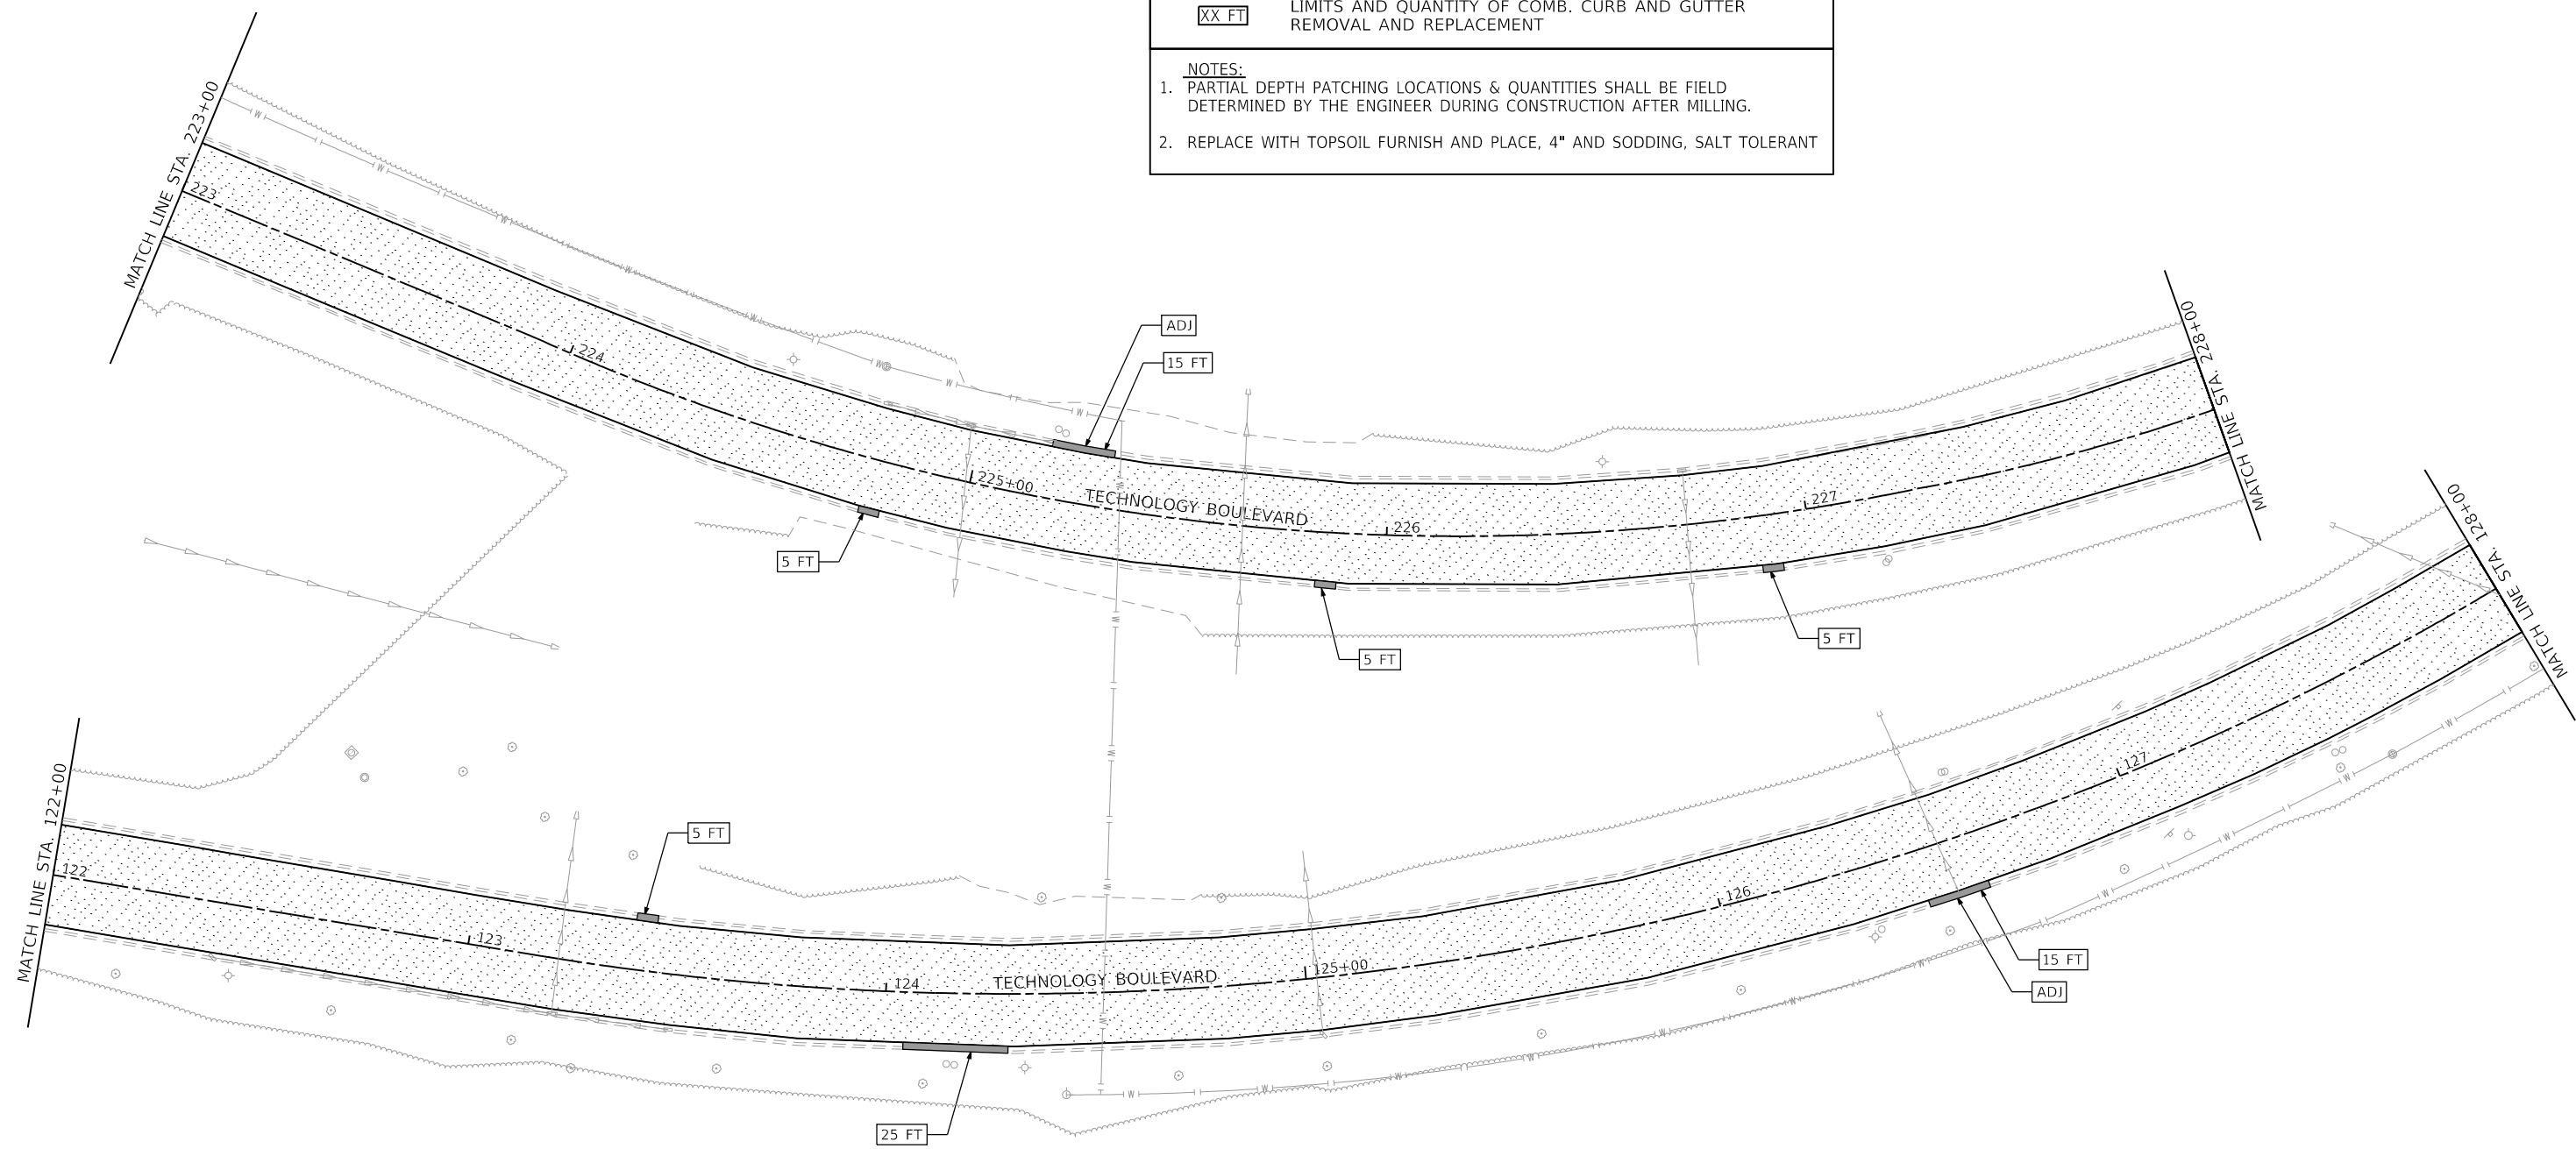 XX FT
LIMITS AND QUANTITY OF COMB. CURB AND GUTTER
REMOVAL AND REPLACEMENT
NOTES:
1. PARTIAL DEPTH PATCHING LOCATIONS & QUANTITIES SHALL BE FIELD
DETERMINED BY THE ENGINEER DURING CONSTRUCTION AFTER MILLING.
2. REPLACE WITH TOPSOIL FURNISH AND PLACE, 4" AND SODDING, SALT TOLERANT
MATCH LINE STA. 223+00
223
224
225+00
TECHNOLOGY BOULEVARD
226
227
MATCH LINE STA. 228+00
ADJ
15 FT
5 FT
5 FT
5 FT
MATCH LINE STA. 122+00
122
123
124
TECHNOLOGY BOULEVARD
125+00
126
127
MATCH LINE STA. 128+00
5 FT
25 FT
15 FT
ADJ